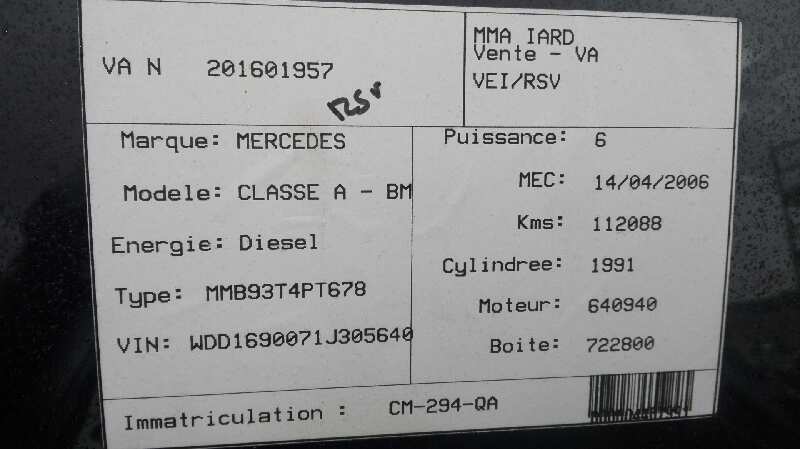 VA N 201601957
RSV
MMA IARD
Vente - VA
VEI/RSV
Marque: MERCEDES
Modele: CLASSE A - BM
Energie: Diesel
Type: MMB93T4PT678
VIN: WDD1690071J305640
Puissance: 6
MEC: 14/04/2006
Kms: 112088
Cylindree: 1991
Moteur: 640940
Boite: 722800
Immatriculation : CM-294-QA